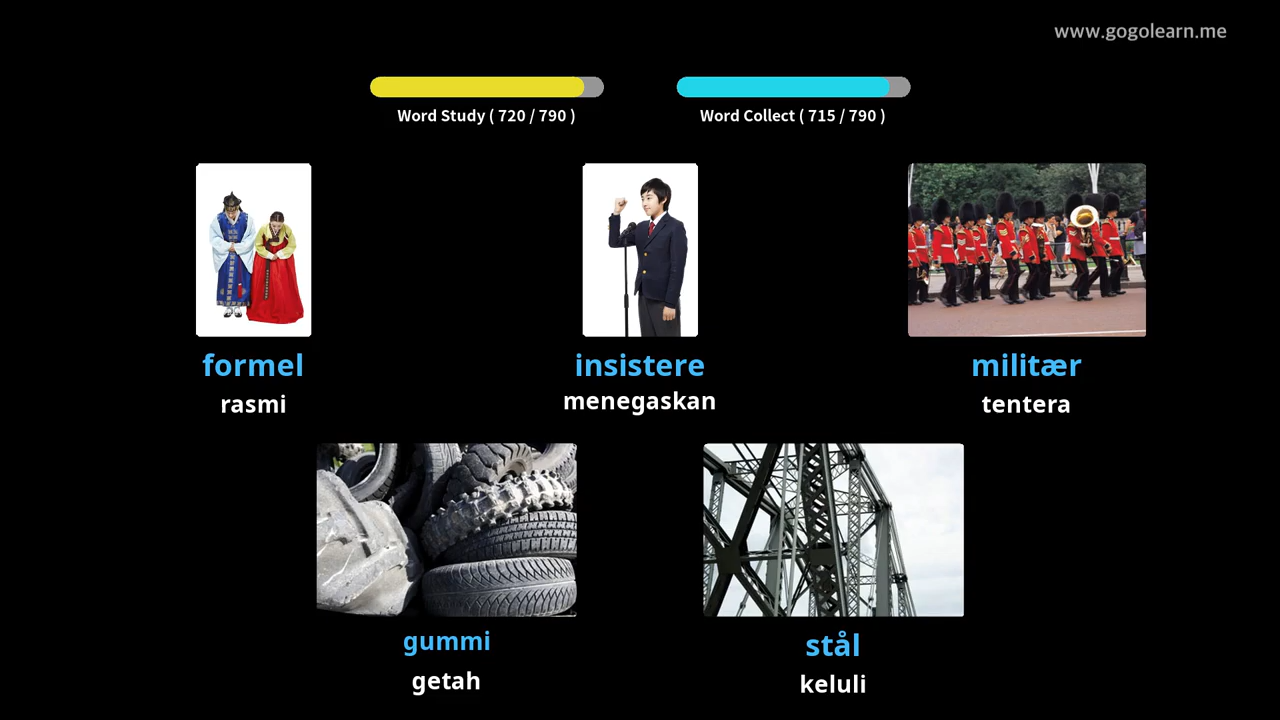 www.gogolearn.me
Word Study ( 720 / 790 )
Word Collect ( 715 / 790 )
formel
insistere
militær
rasmi
menegaskan
tentera
gummi
stål
getah
keluli